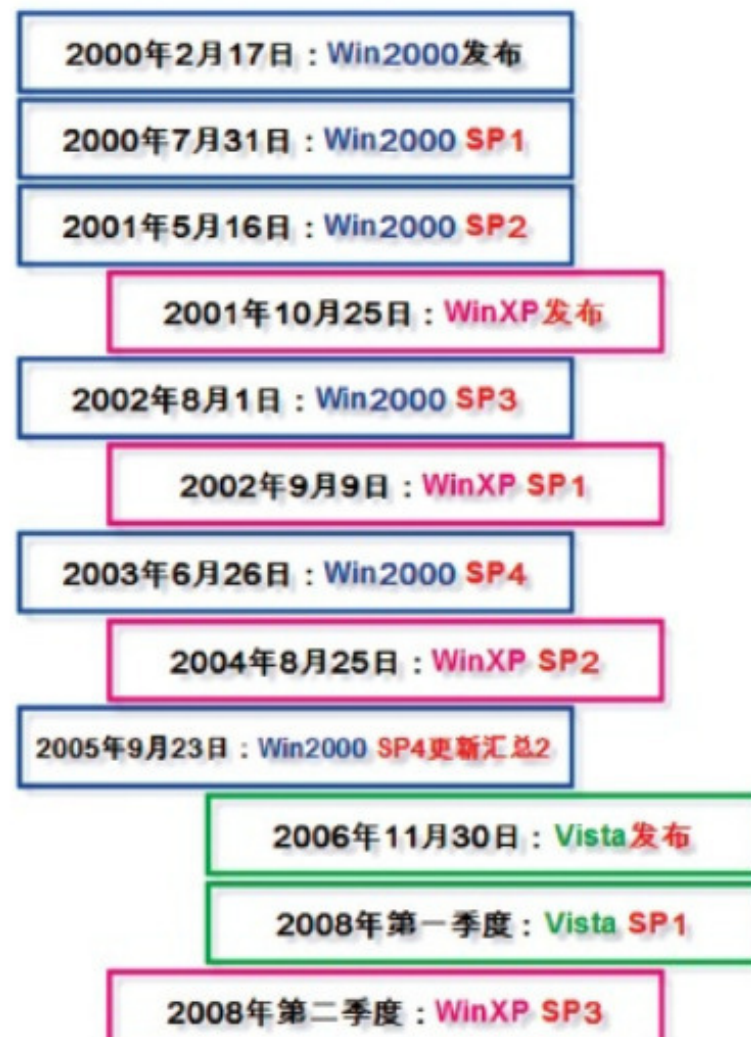 2000年2月17日：Win2000发布
2000年7月31日：Win2000 SP1
2001年5月16日：Win2000 SP2
2001年10月25日：WinXP发布
2002年8月1日：Win2000 SP3
2002年9月9日：WinXP SP1
2003年6月26日：Win2000 SP4
2004年8月25日：WinXP SP2
2005年9月23日：Win2000 SP4更新汇总2
2006年11月30日：Vista发布
2008年第一季度：Vista SP1
2008年第二季度：WinXP SP3